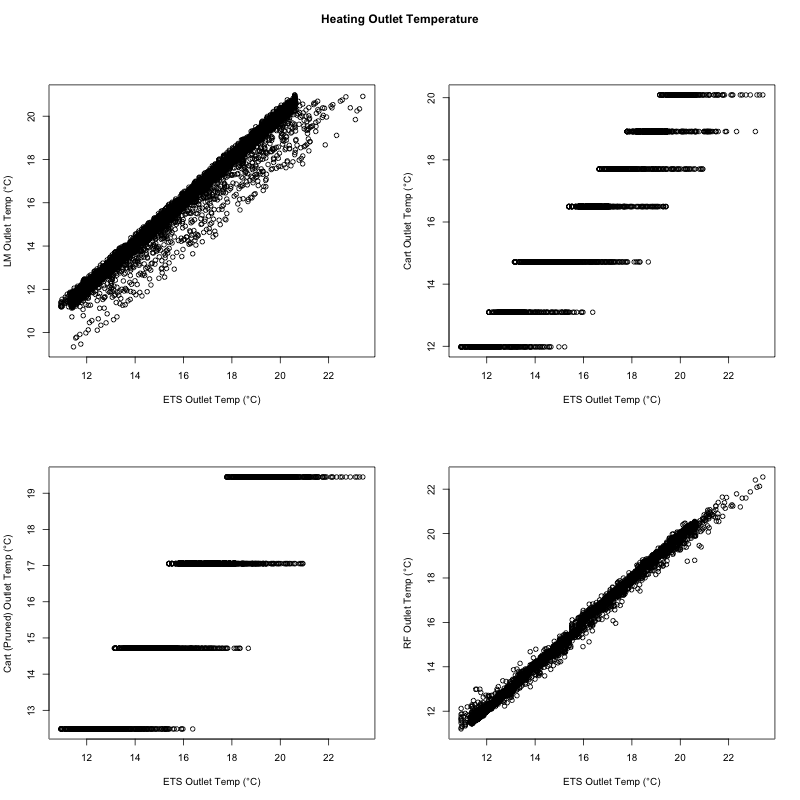 Heating Outlet Temperature
LM Outlet Temp (°C)
10 12 14 16 18 20
12 14 16 18 20 22
ETS Outlet Temp (°C)
Cart Outlet Temp (°C)
12 14 16 18 20
12 14 16 18 20 22
ETS Outlet Temp (°C)
Cart (Pruned) Outlet Temp (°C)
13 14 15 16 17 18 19
12 14 16 18 20 22
ETS Outlet Temp (°C)
RF Outlet Temp (°C)
12 14 16 18 20 22
12 14 16 18 20 22
ETS Outlet Temp (°C)